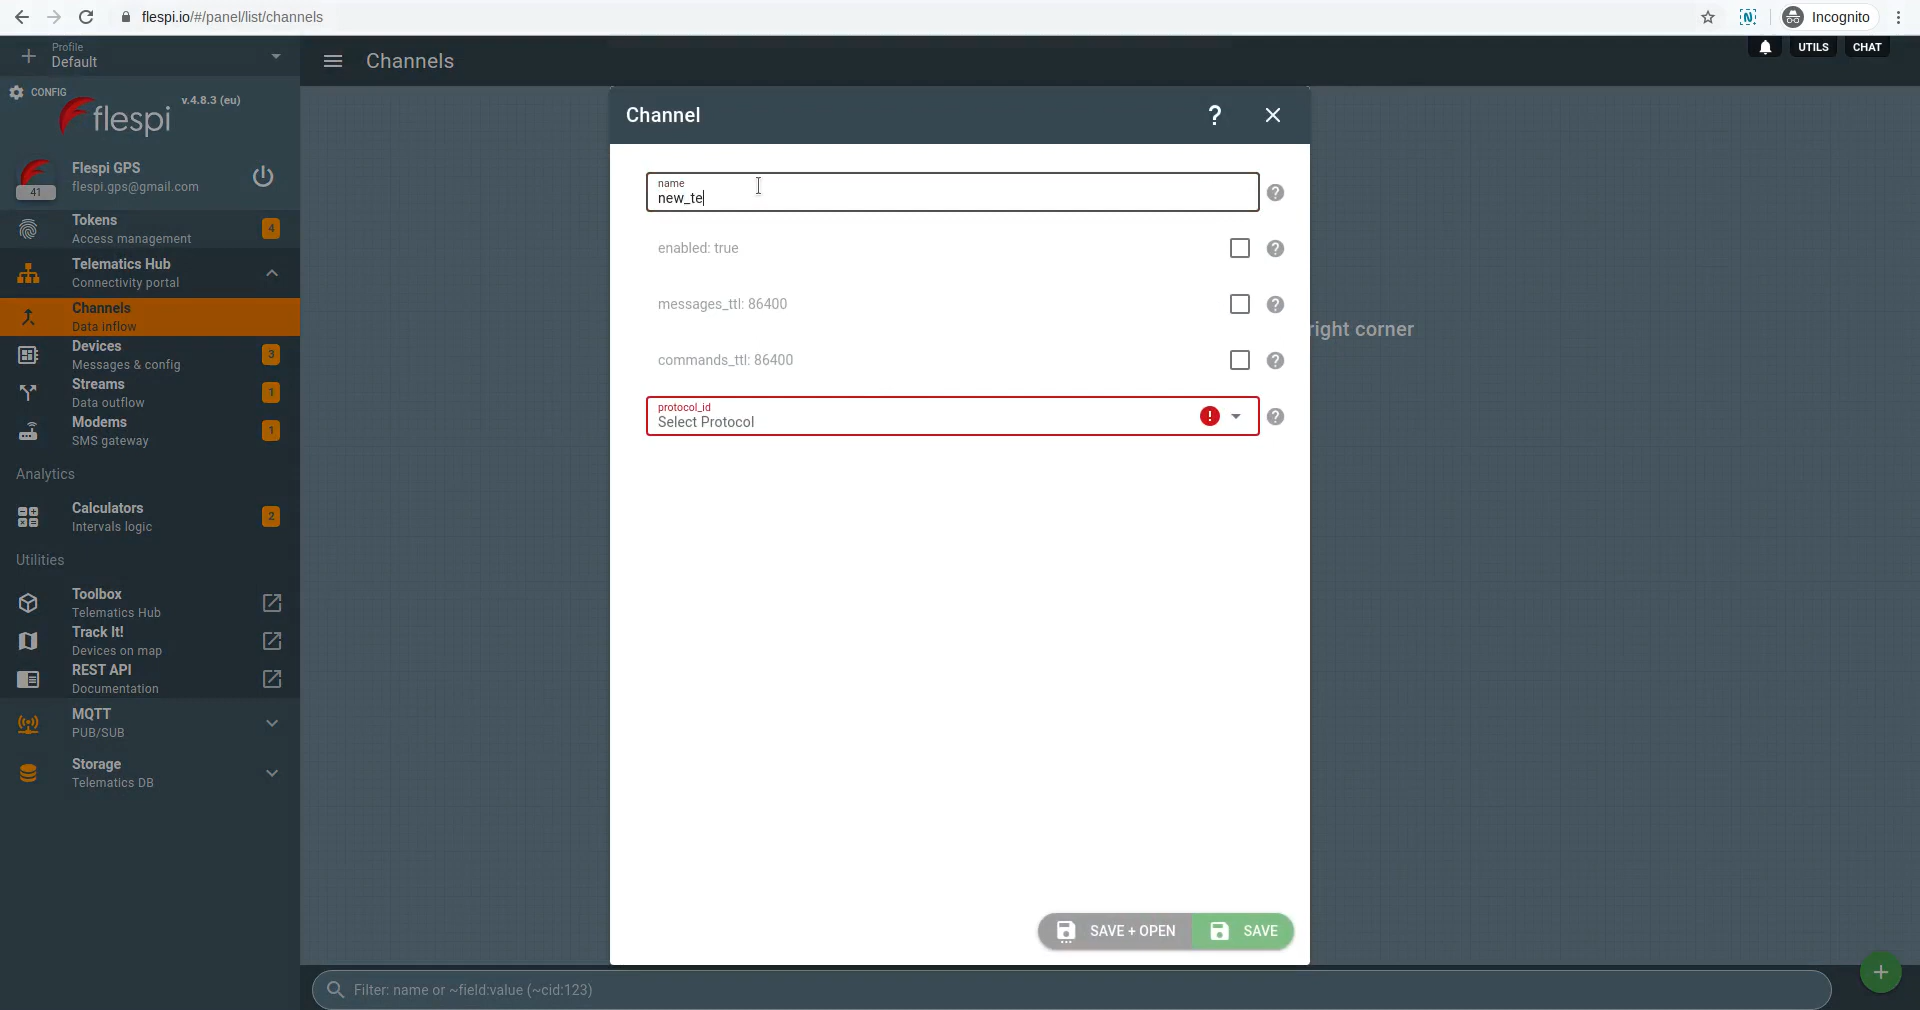 flespi.io/#/panel/list/channels
Incognito
Profile
Default
Channels
UTILS
CHAT
CONFIG
v.4.8.3 (eu)
flespi
Flespi GPS
flespi.gps@gmail.com
41
Tokens
Access management
4
Telematics Hub
Connectivity portal
Channels
Data inflow
Devices
Messages & config
3
Streams
Data outflow
1
Modems
SMS gateway
1
Analytics
Calculators
Intervals logic
2
Utilities
Toolbox
Telematics Hub
Track It!
Devices on map
REST API
Documentation
MQTT
PUB/SUB
Storage
Telematics DB
Channel
?
name
new_te
enabled: true
messages_ttl: 86400
commands_ttl: 86400
protocol_id
Select Protocol
right corner
SAVE + OPEN
SAVE
Filter: name or ~field:value (~cid:123)